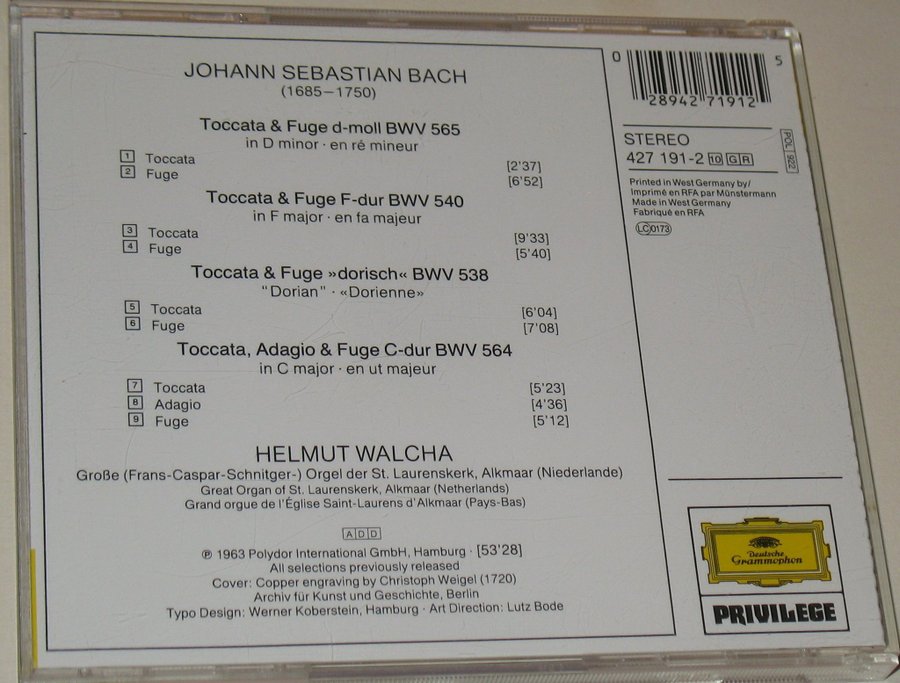 JOHANN SEBASTIAN BACH
(1685–1750)
Toccata & Fuge d-moll BWV 565
in D minor · en ré mineur
1 Toccata [2'37]
2 Fuge [6'52]
Toccata & Fuge F-dur BWV 540
in F major · en fa majeur
3 Toccata [9'33]
4 Fuge [5'40]
Toccata & Fuge »dorisch« BWV 538
"Dorian" · «Dorienne»
5 Toccata [6'04]
6 Fuge [7'08]
Toccata, Adagio & Fuge C-dur BWV 564
in C major · en ut majeur
7 Toccata [5'23]
8 Adagio [4'36]
9 Fuge [5'12]
HELMUT WALCHA
Große (Frans-Caspar-Schnitger-) Orgel der St. Laurenskerk, Alkmaar (Niederlande)
Great Organ of St. Laurenskerk, Alkmaar (Netherlands)
Grand orgue de l'Église Saint-Laurens d'Alkmaar (Pays-Bas)
ADD
℗ 1963 Polydor International GmbH, Hamburg · [53'28]
All selections previously released
Cover: Copper engraving by Christoph Weigel (1720)
Archiv für Kunst und Geschichte, Berlin
Typo Design: Werner Koberstein, Hamburg · Art Direction: Lutz Bode
0 28942 71912 5
STEREO
427 191-2 10 GR
POL 922
Printed in West Germany by/
Imprimé en RFA par Münstermann
Made in West Germany
Fabriqué en RFA
LC 0173
Deutsche
Grammophon
PRIVILEGE